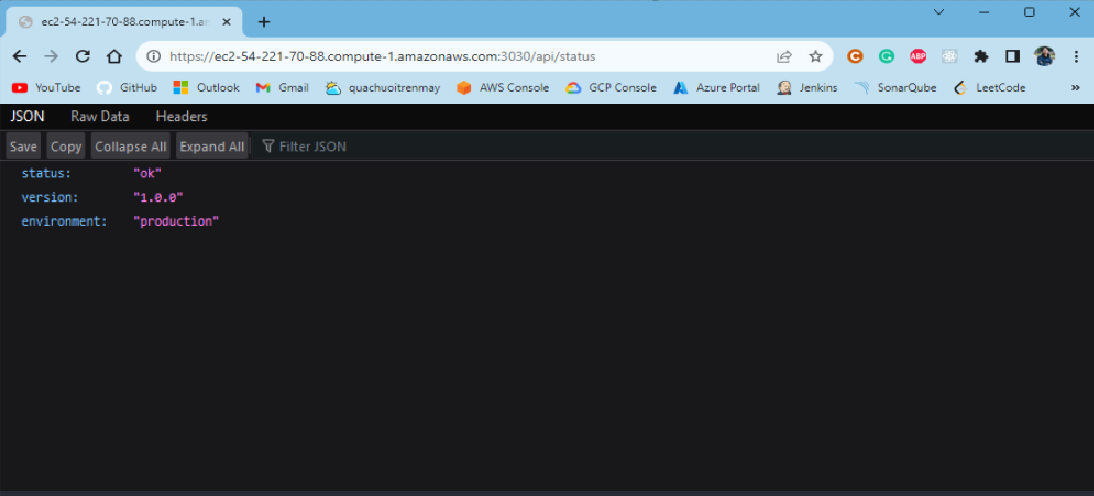 ec2-54-221-70-88.compute-1.am
https://ec2-54-221-70-88.compute-1.amazonaws.com:3030/api/status
YouTube GitHub Outlook Gmail quachuoitrenmay AWS Console GCP Console Azure Portal Jenkins SonarQube LeetCode »
JSON Raw Data Headers
Save Copy Collapse All Expand All Filter JSON
status: "ok"
version: "1.0.0"
environment: "production"